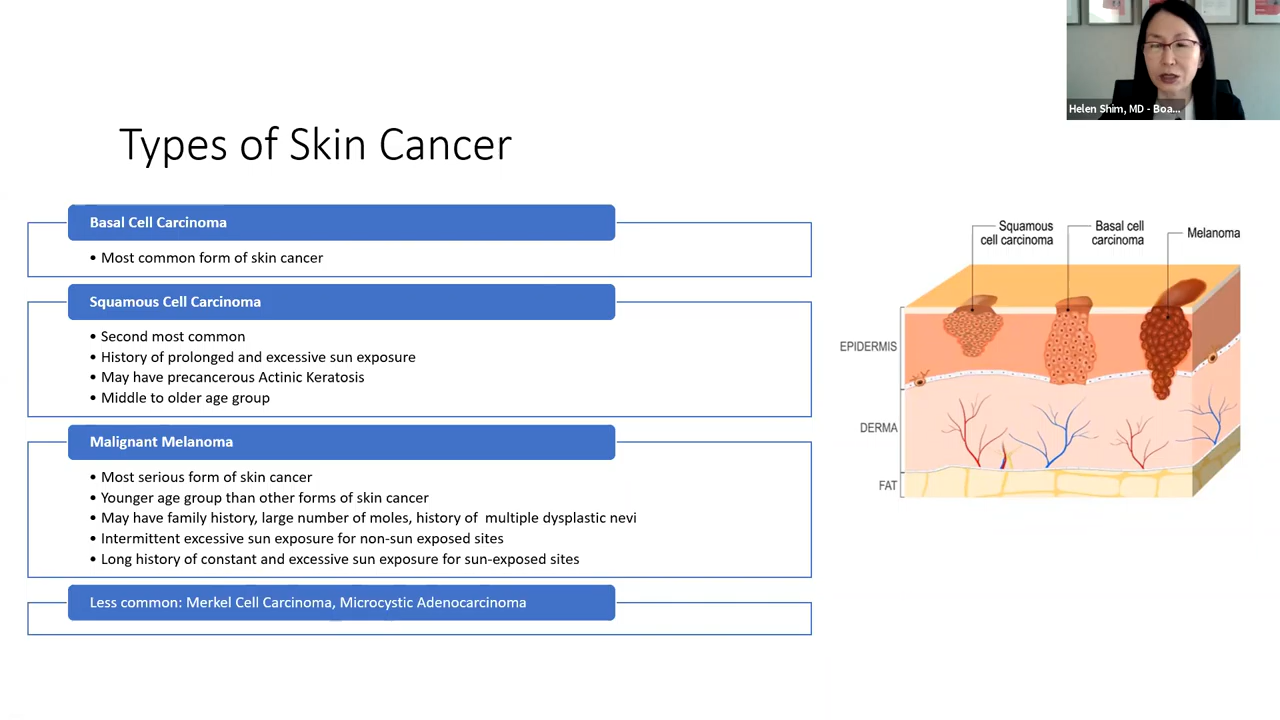 Helen Shim, MD - Boa...
Types of Skin Cancer
Basal Cell Carcinoma
• Most common form of skin cancer
Squamous Cell Carcinoma
• Second most common
• History of prolonged and excessive sun exposure
• May have precancerous Actinic Keratosis
• Middle to older age group
Malignant Melanoma
• Most serious form of skin cancer
• Younger age group than other forms of skin cancer
• May have family history, large number of moles, history of  multiple dysplastic nevi
• Intermittent excessive sun exposure for non-sun exposed sites
• Long history of constant and excessive sun exposure for sun-exposed sites
Less common: Merkel Cell Carcinoma, Microcystic Adenocarcinoma
Squamous
cell carcinoma
Basal cell
carcinoma
Melanoma
EPIDERMIS
DERMA
FAT